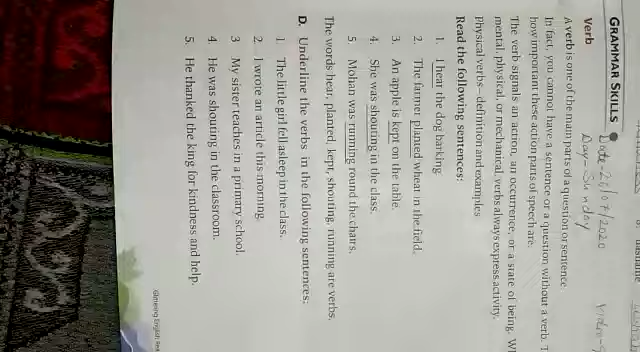 GRAMMAR SKILLS
Date-26/07/2020
Day-Sunday
Verb
A verb is one of the main parts of a question or sentence.
In fact, you cannot have a sentence or a question without a verb.
how important these action parts of speech are.
The verb signals an action, an occurrence, or a state of being.
mental, physical, or mechanical, verbs always express activity.
Physical verbs- definition and examples
Read the following sentences:
1. I hear the dog barking.
2. The farmer planted wheat in the field.
3. An apple is kept on the table.
4. She was shouting in the class.
5. Mohan was running round the chairs.
The words hear, planted, kept, shouting, running are verbs.
D. Underline the verbs in the following sentences:
1. The little girl fell asleep in the class.
2. I wrote an article this morning.
3 My sister teaches in a primary school.
4. He was shouting in the classroom.
5. He thanked the king for kindness and help.
Glittering English